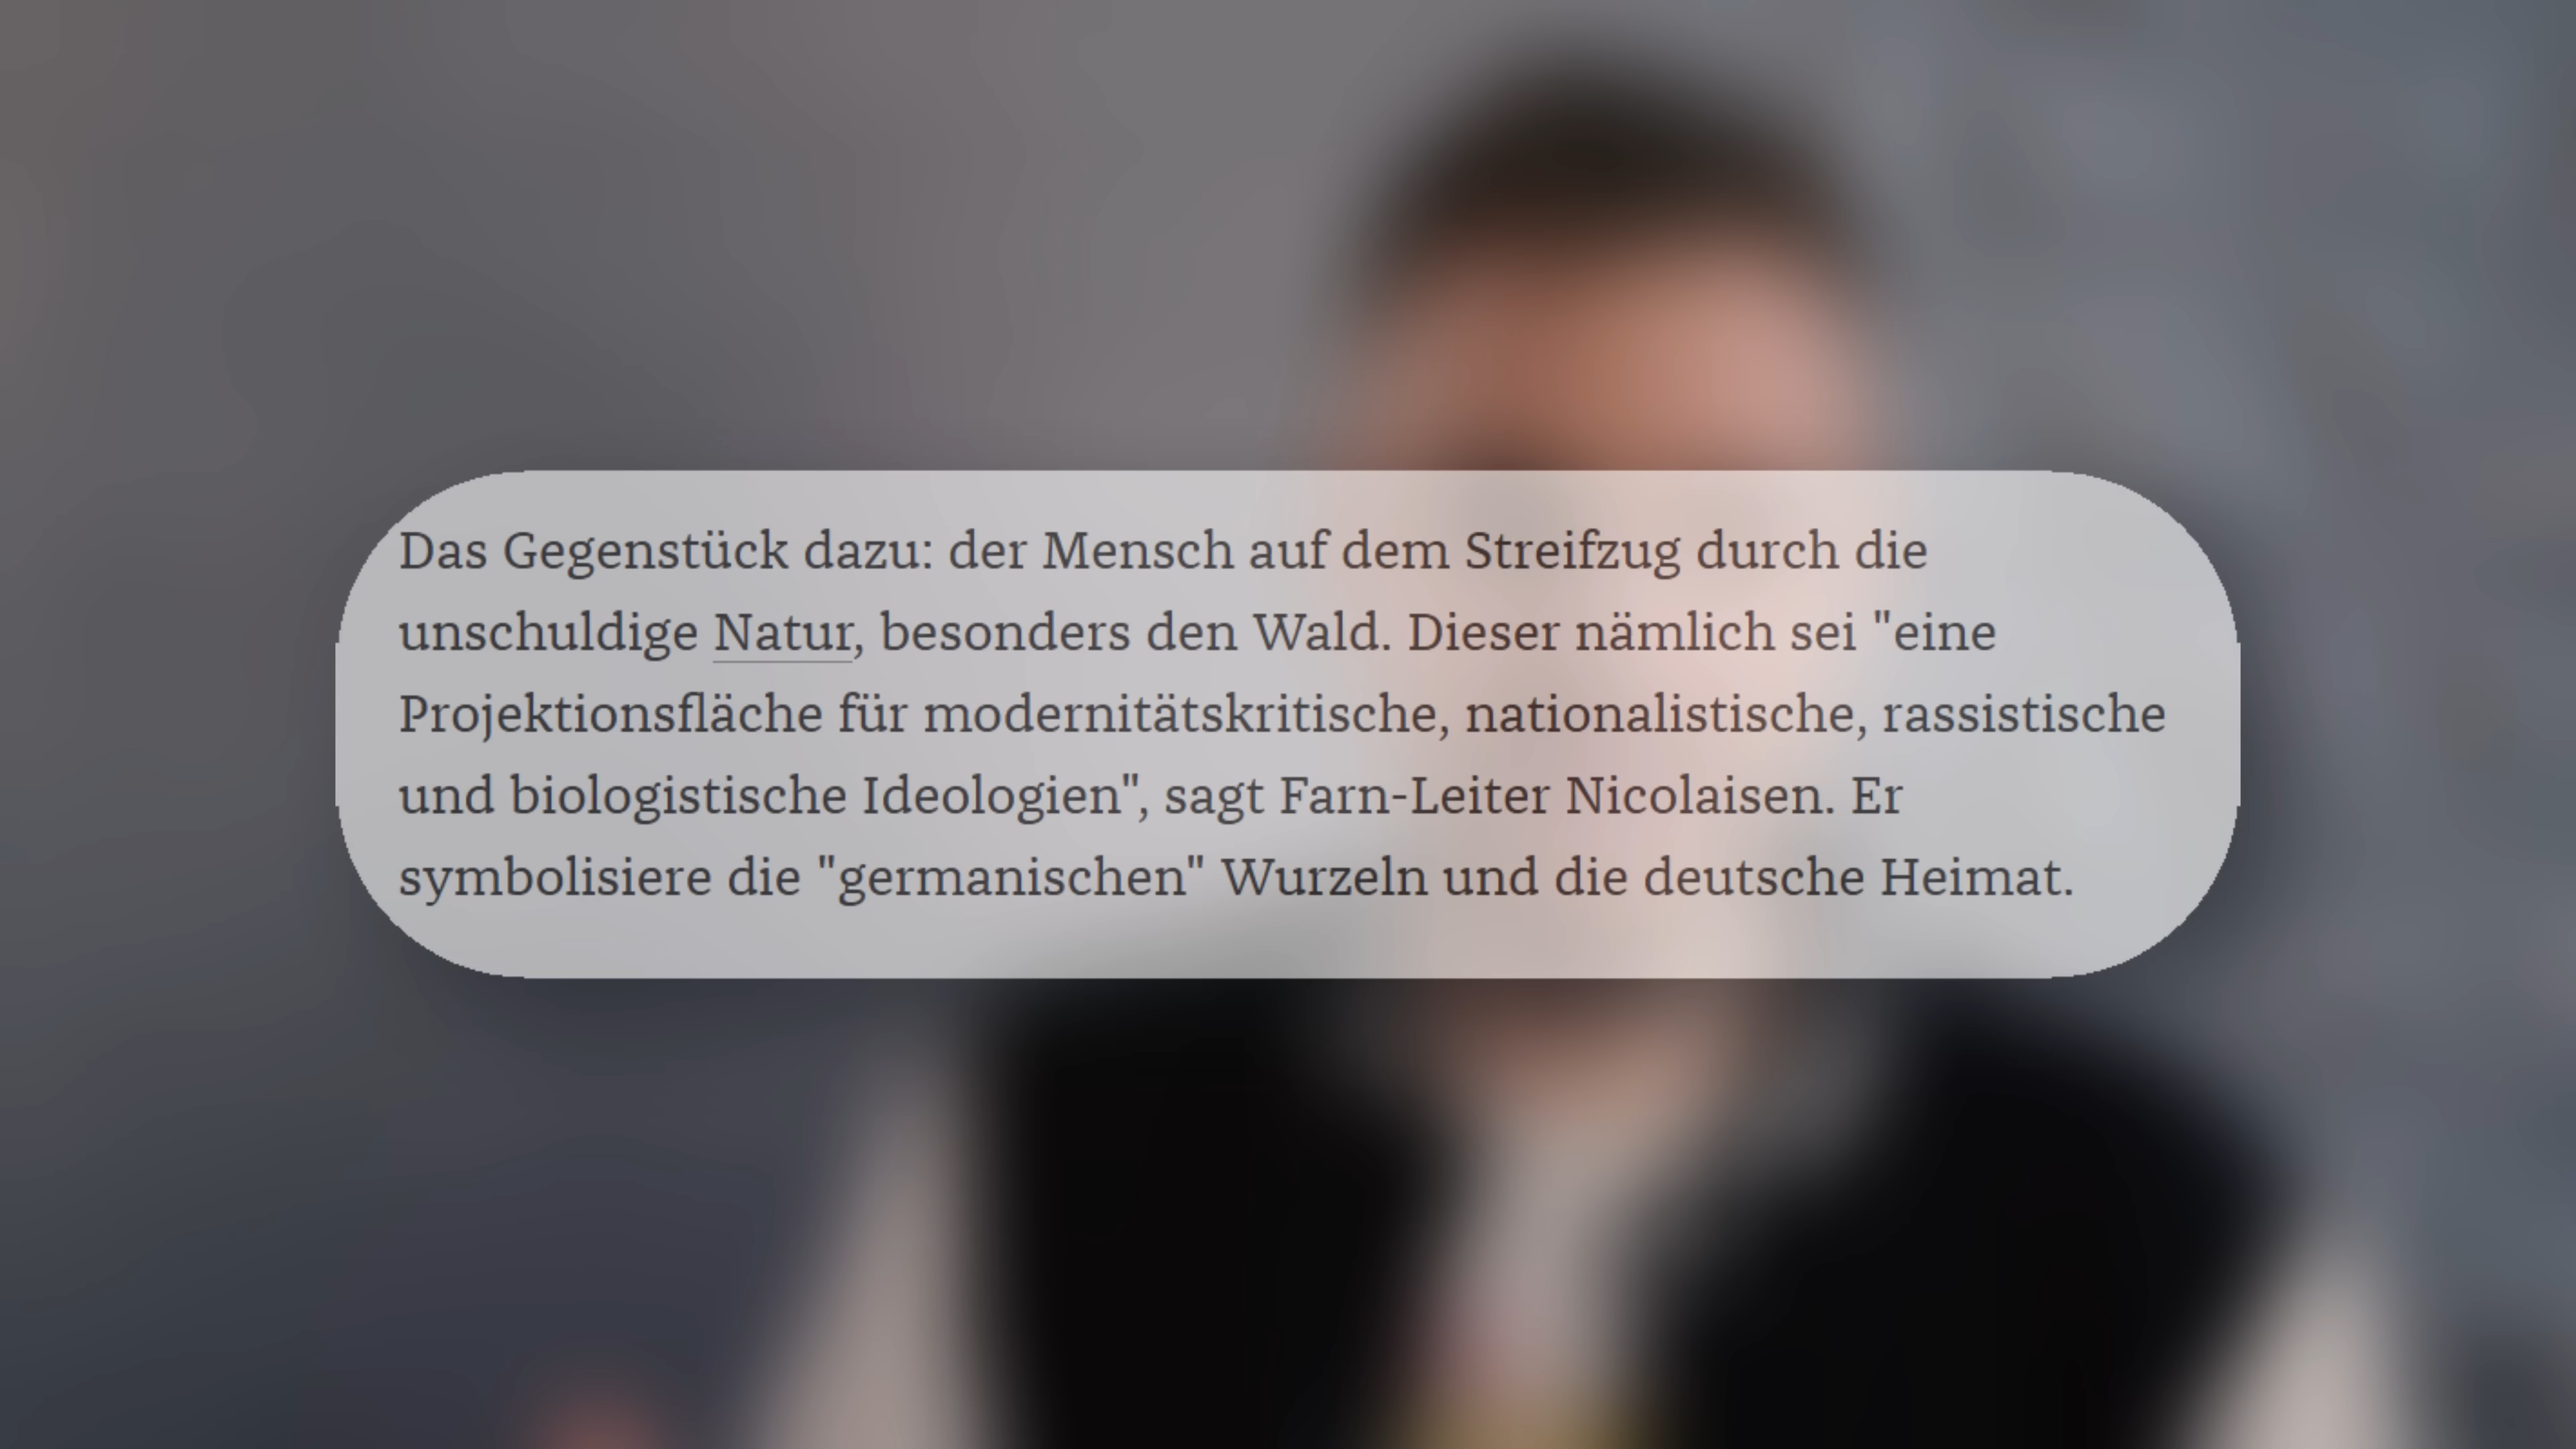 Das Gegenstück dazu: der Mensch auf dem Streifzug durch die
unschuldige Natur, besonders den Wald. Dieser nämlich sei "eine
Projektionsfläche für modernitätskritische, nationalistische, rassistische
und biologistische Ideologien", sagt Farn-Leiter Nicolaisen. Er
symbolisiere die "germanischen" Wurzeln und die deutsche Heimat.